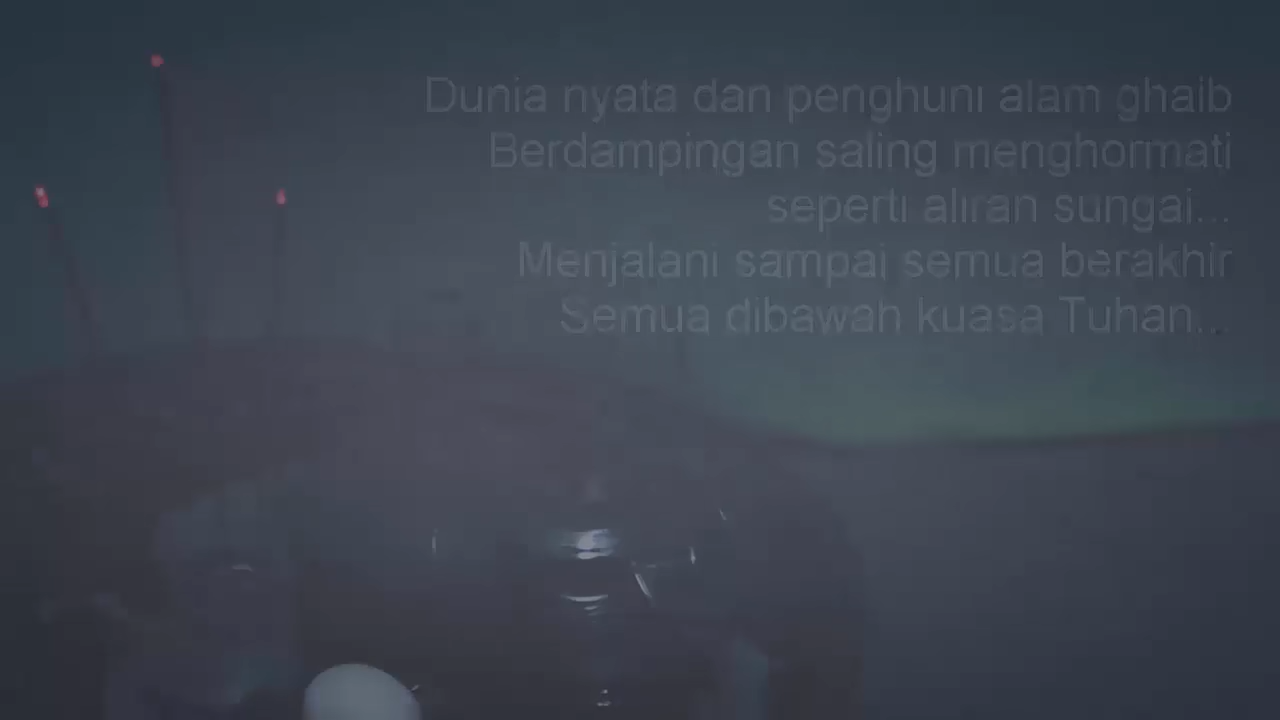 Dunia nyata dan penghuni alam ghaib
Berdampingan saling menghormati
seperti aliran sungai...
Menjalani sampai semua berakhir
Semua dibawah kuasa Tuhan...